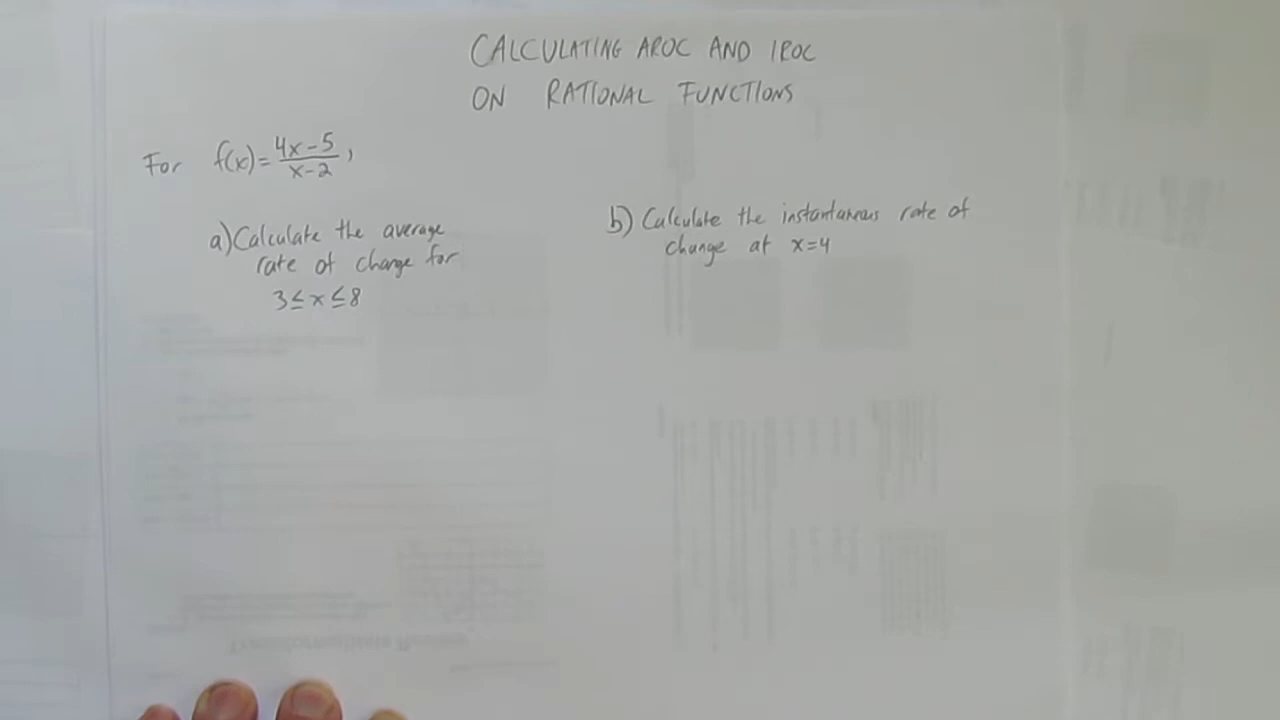 CALCULATING AROC AND IROC
ON RATIONAL FUNCTIONS
For f(x)=4x-5/x-2,
a) Calculate the average
rate of change for
3≤x≤8
b) Calculate the instantaneous rate of
change at x=4